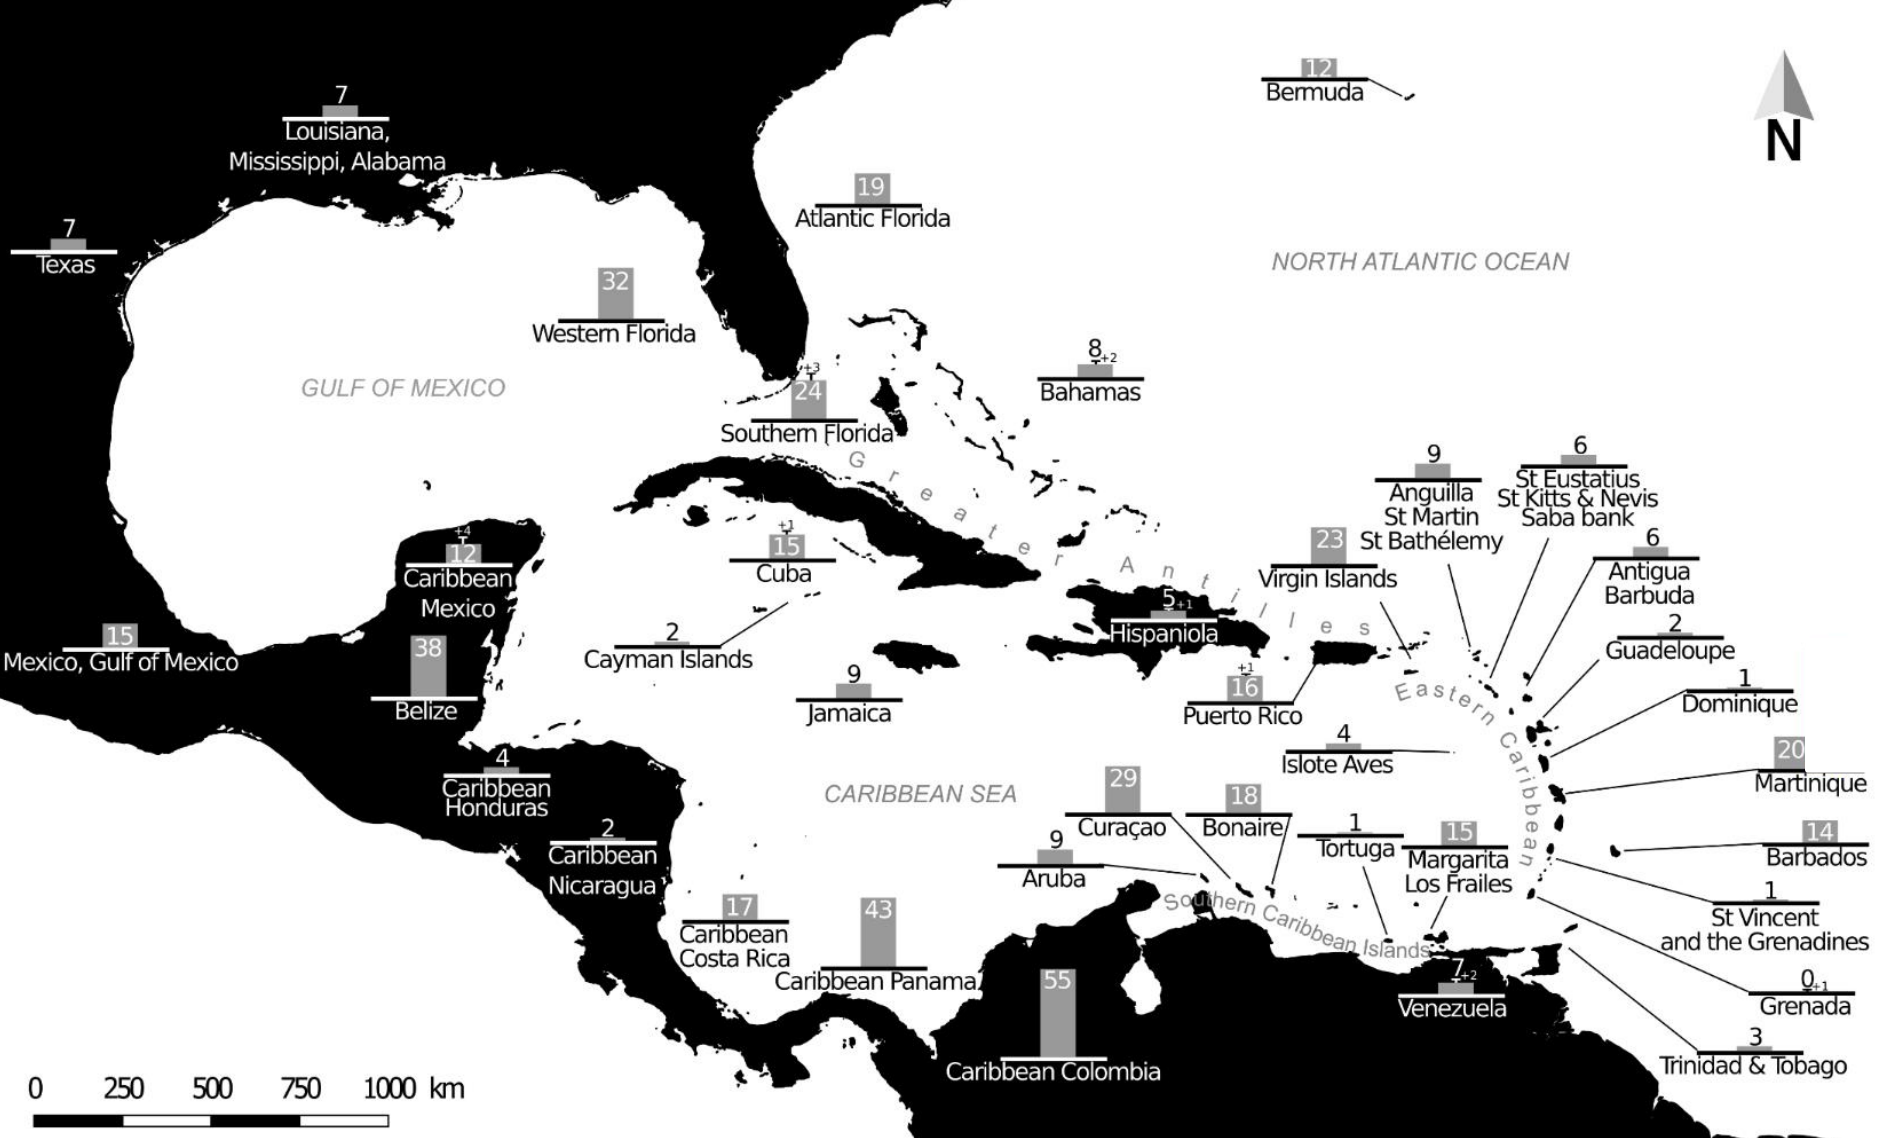 12
Bermuda
N
7
Louisiana,
Mississippi, Alabama
19
Atlantic Florida
7
Texas
NORTH ATLANTIC OCEAN
32
Western Florida
GULF OF MEXICO
8+2
Bahamas
+3
24
Southern Florida
Greater Antilles
9
Anguilla
St Martin
St Bathélemy
6
St Eustatius
St Kitts & Nevis
Saba bank
+4
12
Caribbean
Mexico
+1
15
Cuba
23
Virgin Islands
6
Antigua
Barbuda
5+1
Hispaniola
2
Guadeloupe
15
Mexico, Gulf of Mexico
38
Belize
2
Cayman Islands
9
Jamaica
+1
16
Puerto Rico
Eastern Caribbean
1
Dominique
4
Islote Aves
20
Martinique
4
Caribbean
Honduras
CARIBBEAN SEA
29
Curaçao
18
Bonaire
1
Tortuga
15
Margarita
Los Frailes
14
Barbados
2
Caribbean
Nicaragua
9
Aruba
Southern Caribbean Islands
1
St Vincent
and the Grenadines
17
Caribbean
Costa Rica
43
Caribbean Panama
55
Caribbean Colombia
7+2
Venezuela
0+1
Grenada
3
Trinidad & Tobago
0 250 500 750 1000 km